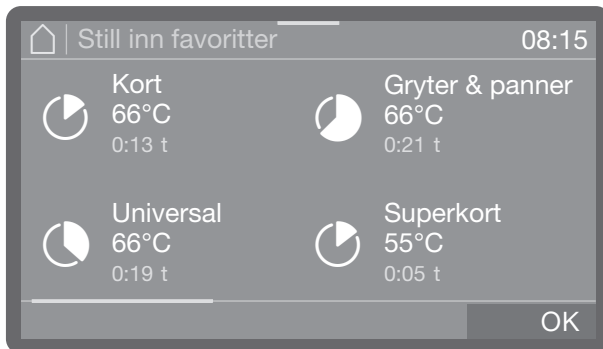 Still inn favoritter 08:15
Kort
66°C
0:13 t
Gryter & panner
66°C
0:21 t
Universal
66°C
0:19 t
Superkort
55°C
0:05 t
OK